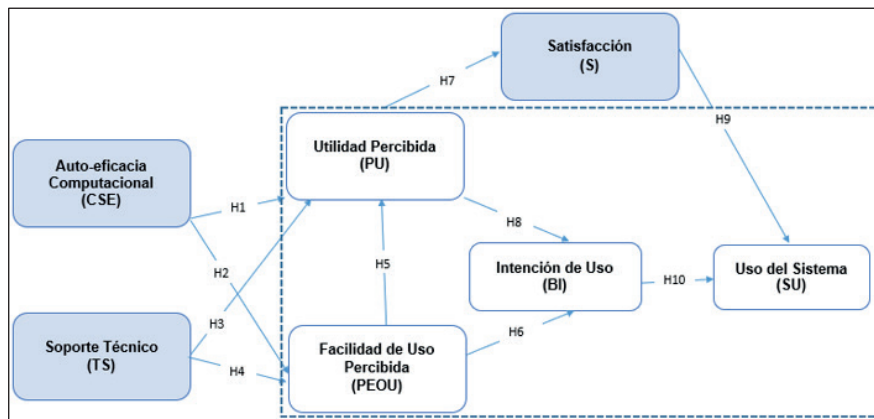 Satisfacción
(S)
H7
H9
Utilidad Percibida
(PU)
Auto-eficacia
Computacional
(CSE)
H1
H8
H2
H5
Intención de Uso
(BI)
H10
Uso del Sistema
(SU)
H3
H6
Soporte Técnico
(TS)
H4
Facilidad de Uso
Percibida
(PEOU)